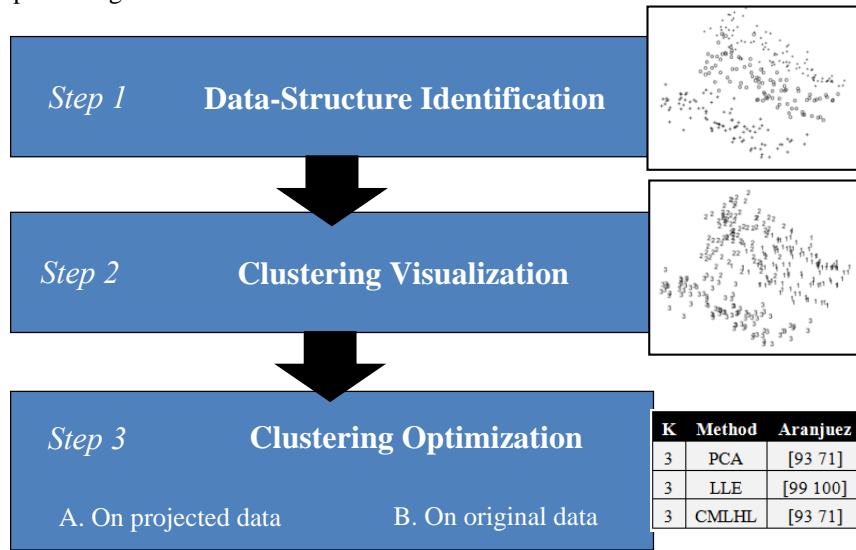 Step 1 Data-Structure Identification
Step 2 Clustering Visualization
Step 3 Clustering Optimization
A. On projected data B. On original data
K Method Aranjuez
3 PCA [93 71]
3 LLE [99 100]
3 CMLHL [93 71]